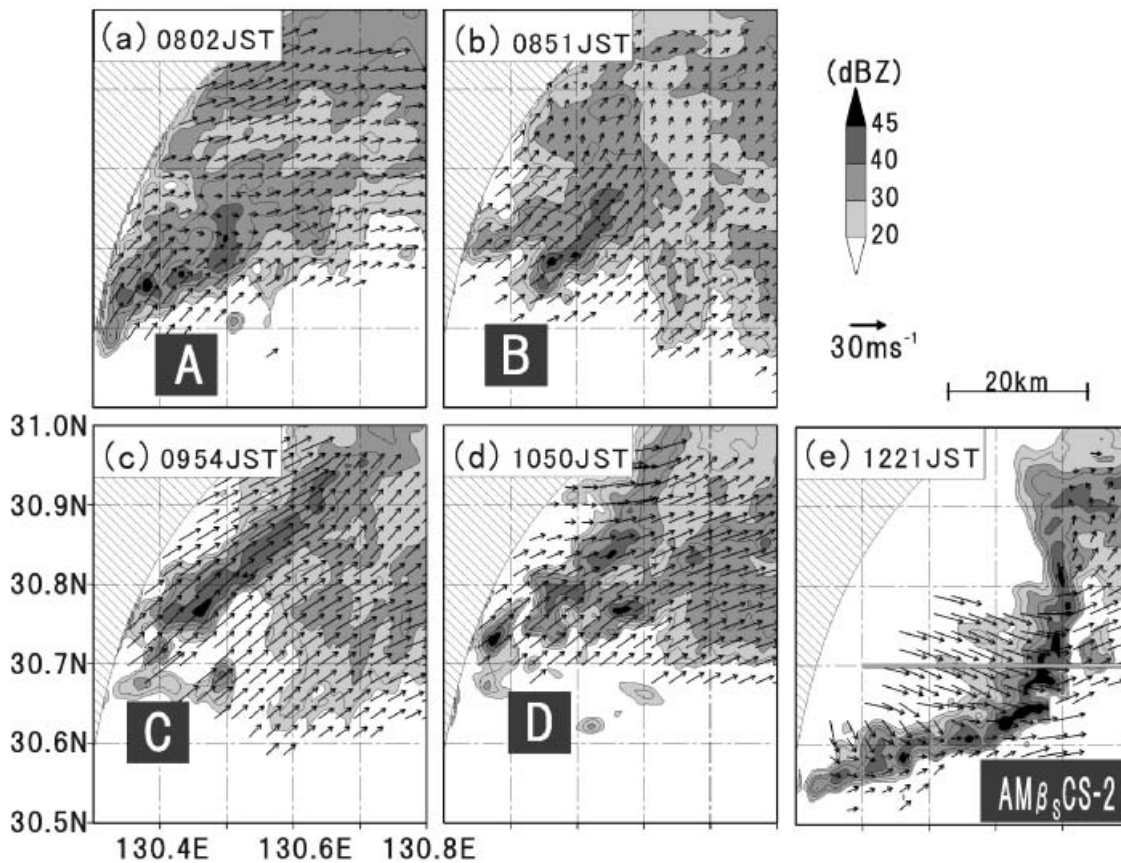 (a) 0802JST
(b) 0851JST
(dBZ)
45
40
30
20
30ms⁻¹
20km
A
B
31.0N
30.9N
30.8N
30.7N
30.6N
30.5N
(c) 0954JST
(d) 1050JST
(e) 1221JST
C
D
AMβsCS-2
130.4E 130.6E 130.8E